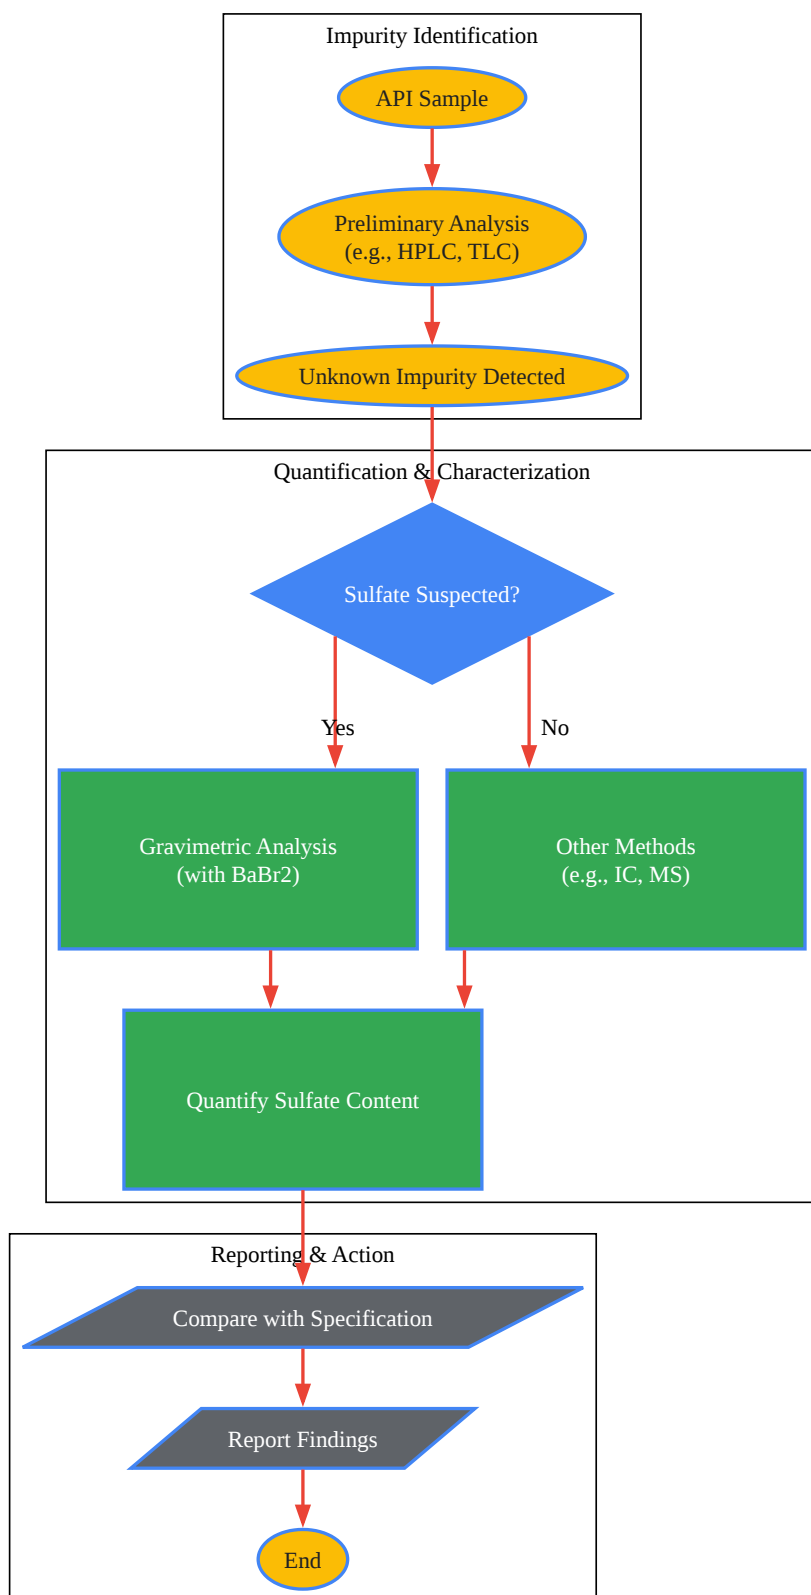 Impurity Identification
API Sample
Preliminary Analysis
(e.g., HPLC, TLC)
Unknown Impurity Detected
Quantification & Characterization
Sulfate Suspected?
Yes
No
Gravimetric Analysis
(with BaBr2)
Other Methods
(e.g., IC, MS)
Quantify Sulfate Content
Reporting & Action
Compare with Specification
Report Findings
End